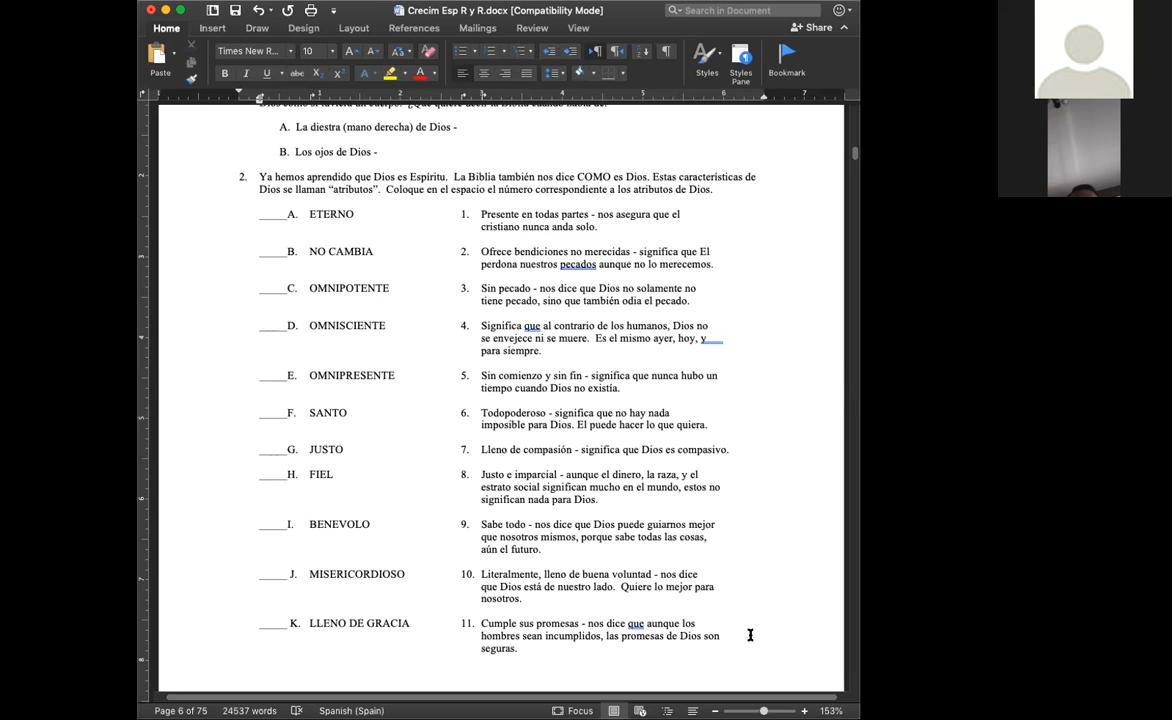 Crecim Esp R y R.docx [Compatibility Mode]
Search in Document
Home Insert Draw Design Layout References Mailings Review View
Share
Times New R... 10
Paste
Styles
Styles Pane
Bookmark
1 1 2 3 4 5 6 7
A. La diestra (mano derecha) de Dios -
B. Los ojos de Dios -
2. Ya hemos aprendido que Dios es Espíritu. La Biblia también nos dice COMO es Dios. Estas características de
Dios se llaman “atributos”. Coloque en el espacio el número correspondiente a los atributos de Dios.
_____A. ETERNO
1. Presente en todas partes - nos asegura que el
cristiano nunca anda solo.
_____B. NO CAMBIA
2. Ofrece bendiciones no merecidas - significa que El
perdona nuestros pecados aunque no lo merecemos.
_____C. OMNIPOTENTE
3. Sin pecado - nos dice que Dios no solamente no
tiene pecado, sino que también odia el pecado.
_____D. OMNISCIENTE
4. Significa que al contrario de los humanos, Dios no
se envejece ni se muere. Es el mismo ayer, hoy, y
para siempre.
_____E. OMNIPRESENTE
5. Sin comienzo y sin fin - significa que nunca hubo un
tiempo cuando Dios no existía.
_____F. SANTO
6. Todopoderoso - significa que no hay nada
imposible para Dios. El puede hacer lo que quiera.
_____G. JUSTO
7. Lleno de compasión - significa que Dios es compasivo.
_____H. FIEL
8. Justo e imparcial - aunque el dinero, la raza, y el
estrato social significan mucho en el mundo, estos no
significan nada para Dios.
_____I. BENEVOLO
9. Sabe todo - nos dice que Dios puede guiarnos mejor
que nosotros mismos, porque sabe todas las cosas,
aún el futuro.
_____ J. MISERICORDIOSO
10. Literalmente, lleno de buena voluntad - nos dice
que Dios está de nuestro lado. Quiere lo mejor para
nosotros.
_____ K. LLENO DE GRACIA
11. Cumple sus promesas - nos dice que aunque los
hombres sean incumplidos, las promesas de Dios son
seguras.
Page 6 of 75 24537 words Spanish (Spain) Focus 153%